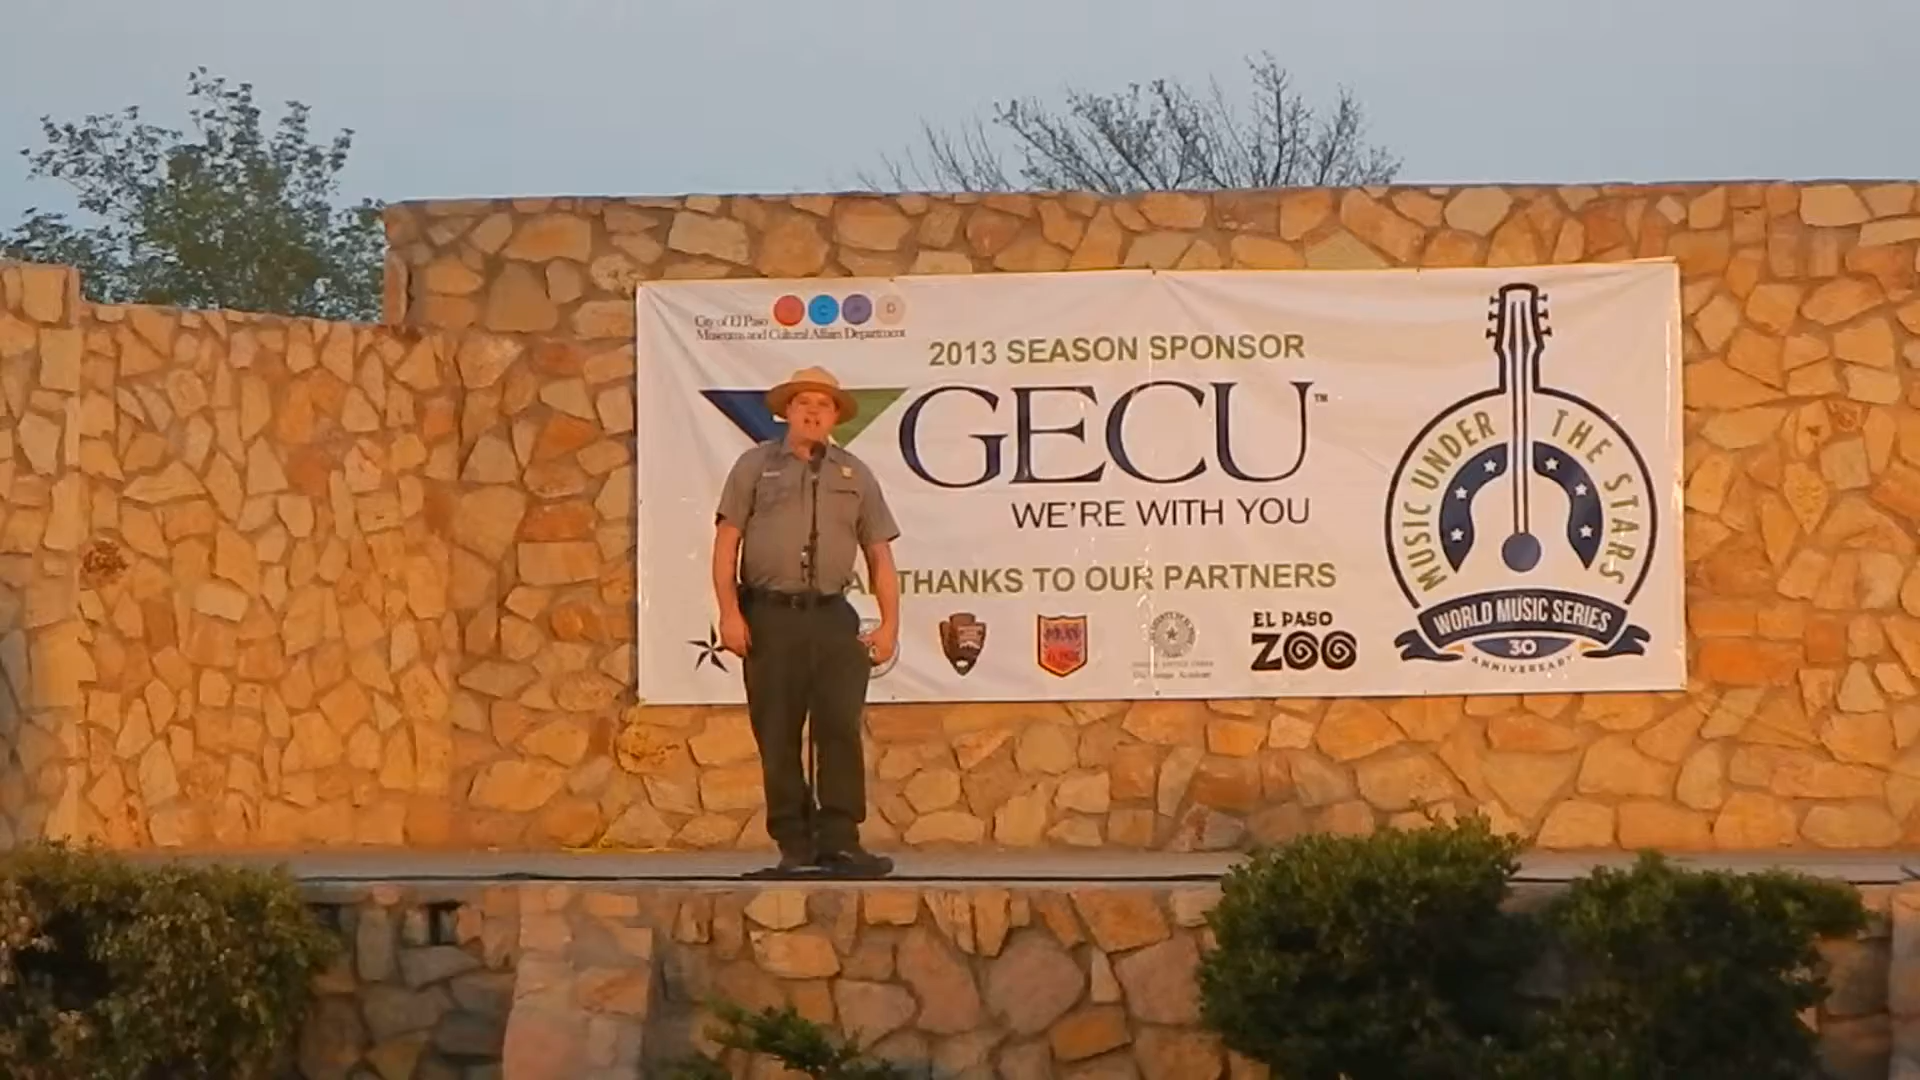 City of El Paso
C
D
Museums and Cultural Affairs Department
2013 SEASON SPONSOR
GECU™
WE'RE WITH YOU
THANKS TO OUR PARTNERS
EL PASO
ZOO
MUSIC UNDER THE STARS
WORLD MUSIC SERIES
30
ANNIVERSARY